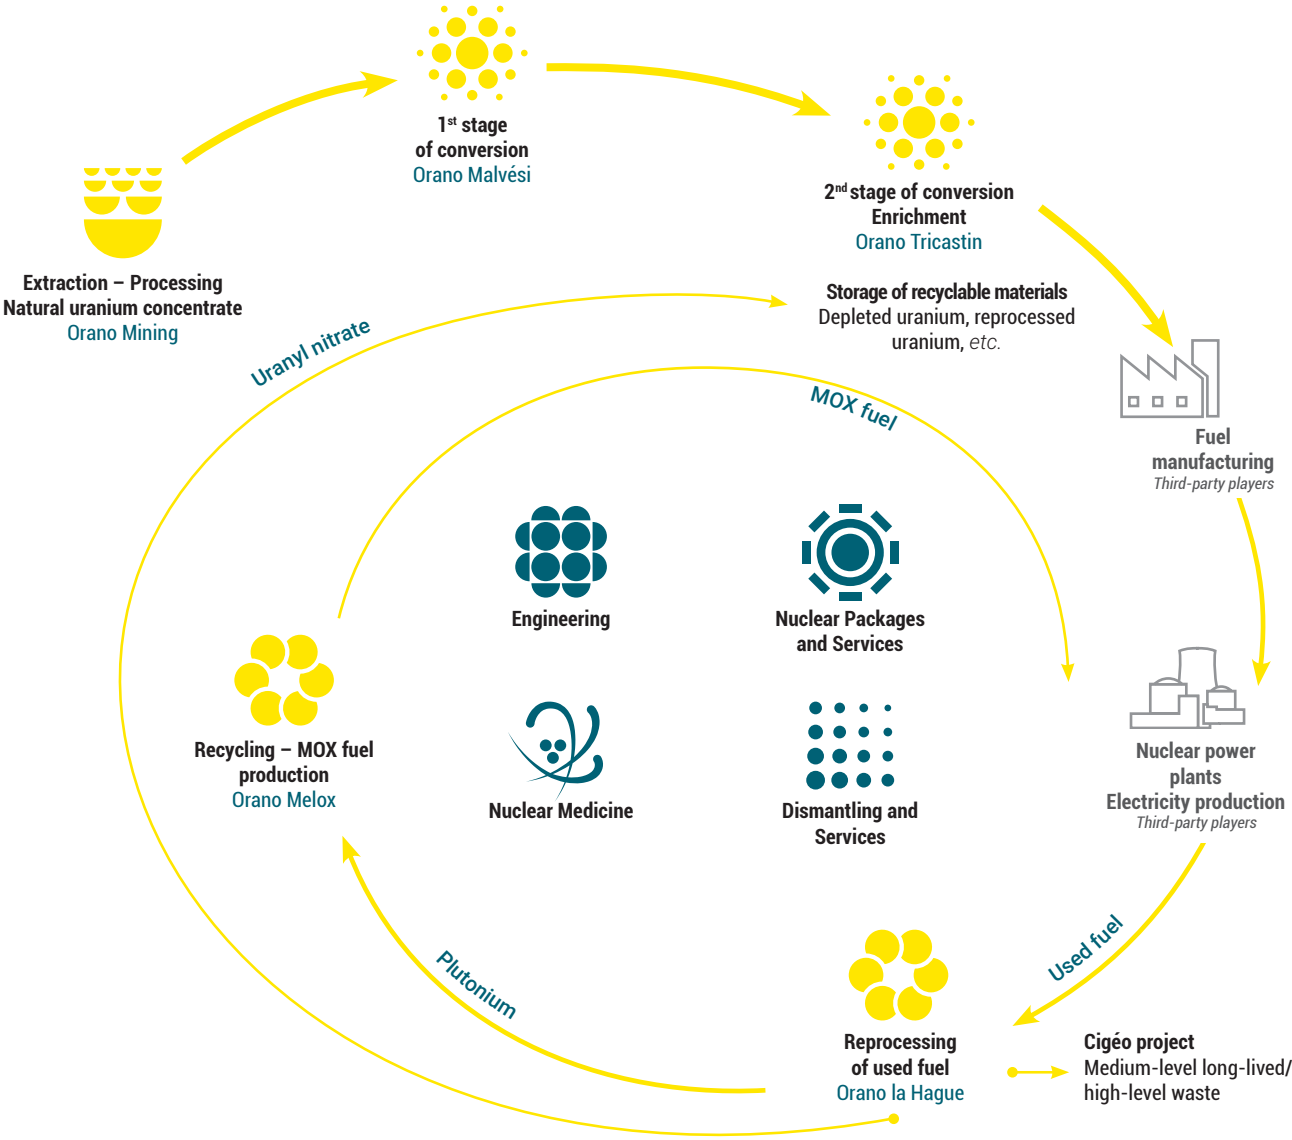 1st stage
of conversion
Orano Malvési
2nd stage of conversion
Enrichment
Orano Tricastin
Extraction – Processing
Natural uranium concentrate
Orano Mining
Storage of recyclable materials
Depleted uranium, reprocessed
uranium, etc.
Uranyl nitrate
MOX fuel
Fuel
manufacturing
Third-party players
Engineering
Nuclear Packages
and Services
Recycling – MOX fuel
production
Orano Melox
Nuclear Medicine
Dismantling and
Services
Nuclear power
plants
Electricity production
Third-party players
Used fuel
Plutonium
Reprocessing
of used fuel
Orano la Hague
Cigéo project
Medium-level long-lived/
high-level waste